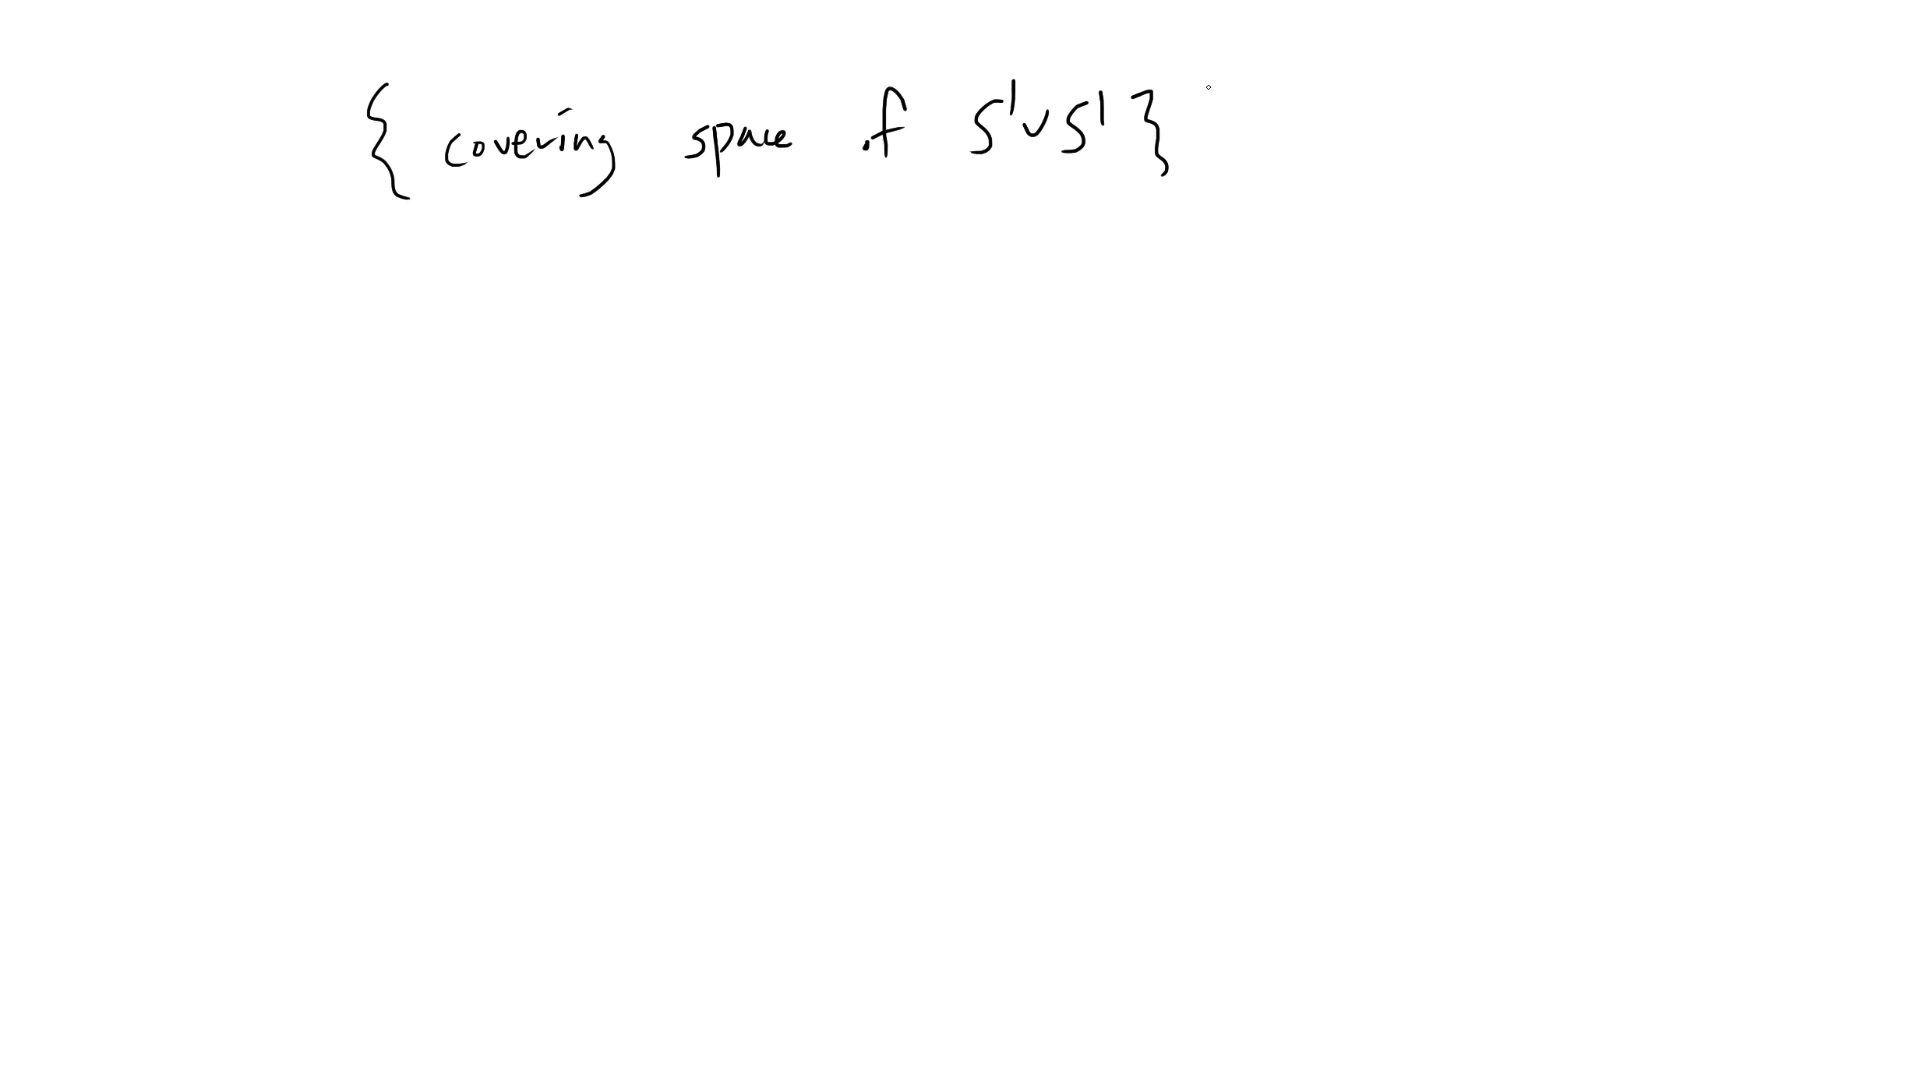 { covering space of S¹∨S¹ }